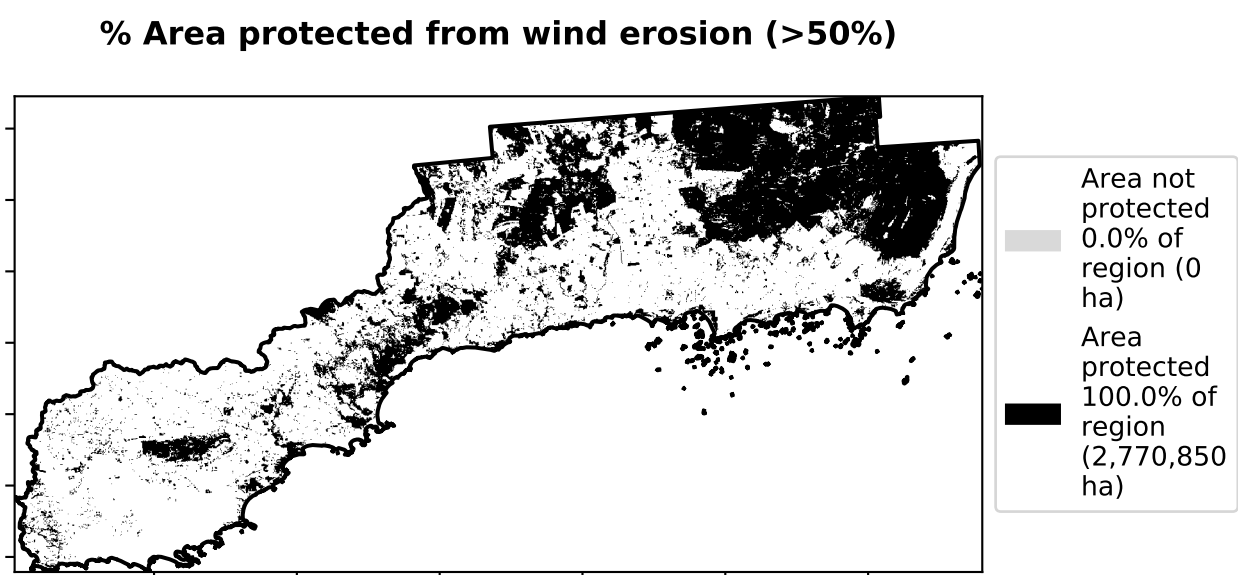 % Area protected from wind erosion (>50%)
Area not
protected
0.0% of
region (0
ha)
Area
protected
100.0% of
region
(2,770,850
ha)